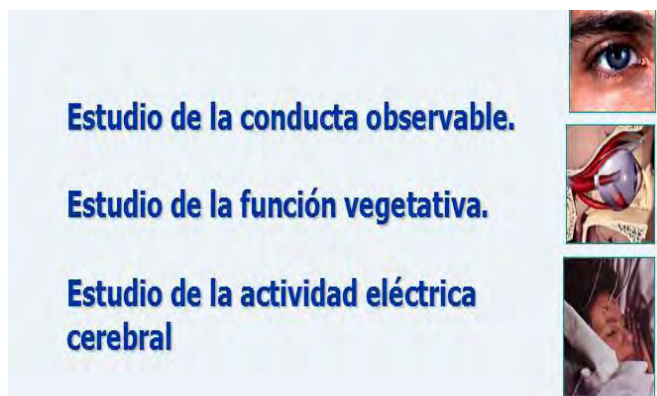 Estudio de la conducta observable.
Estudio de la función vegetativa.
Estudio de la actividad eléctrica
cerebral